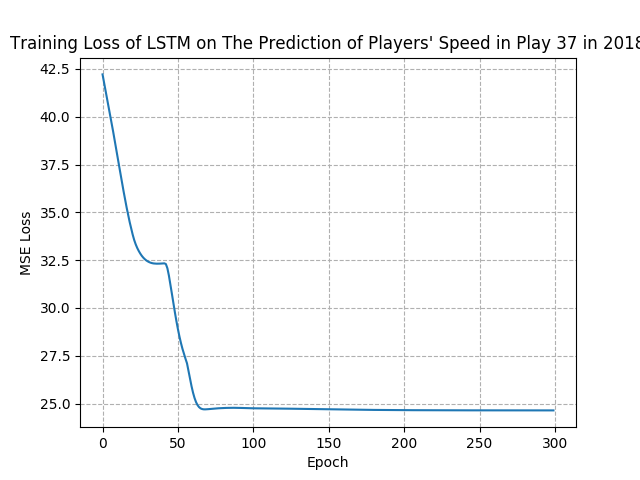 Training Loss of LSTM on The Prediction of Players' Speed in Play 37 in 2018
42.5
40.0
37.5
35.0
32.5
30.0
27.5
25.0
MSE Loss
0 50 100 150 200 250 300
Epoch